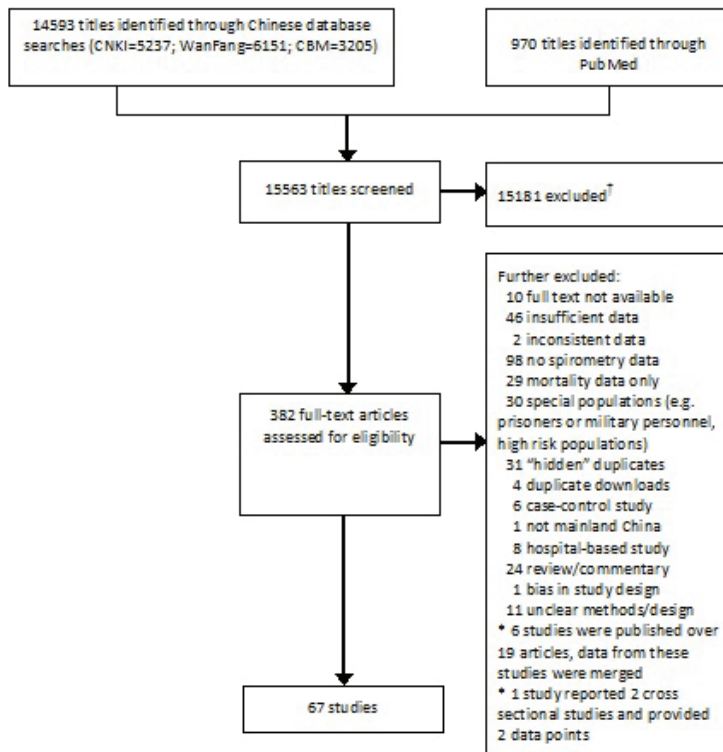 14593 titles identified through Chinese database
searches (CNKI=5237; WanFang=6151; CBM=3205)
970 titles identified through
PubMed
15563 titles screened
15181 excluded†
Further excluded:
10 full text not available
46 insufficient data
2 inconsistent data
98 no spirometry data
29 mortality data only
30 special populations (e.g.
prisoners or military personnel,
high risk populations)
31 “hidden” duplicates
4 duplicate downloads
6 case-control study
1 not mainland China
8 hospital-based study
24 review/commentary
1 bias in study design
11 unclear methods/design
* 6 studies were published over
19 articles, data from these
studies were merged
* 1 study reported 2 cross
sectional studies and provided
2 data points
382 full-text articles
assessed for eligibility
67 studies